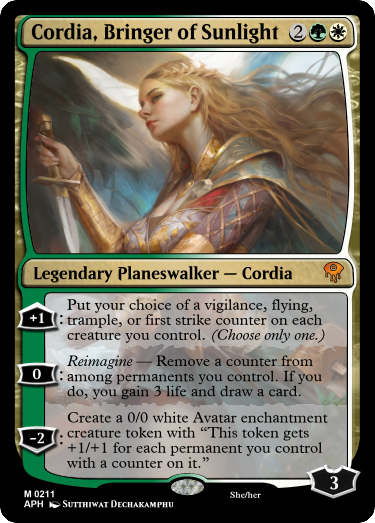 Cordia, Bringer of Sunlight 2
Legendary Planeswalker — Cordia
+1: Put your choice of a vigilance, flying,
trample, or first strike counter on each
creature you control. (Choose only one.)
0: Reimagine — Remove a counter from
among permanents you control. If you
do, you gain 3 life and draw a card.
−2: Create a 0/0 white Avatar enchantment
creature token with “This token gets
+1/+1 for each permanent you control
with a counter on it.”
3
M 0211
APH Sutthiwat Dechakamphu
She/her